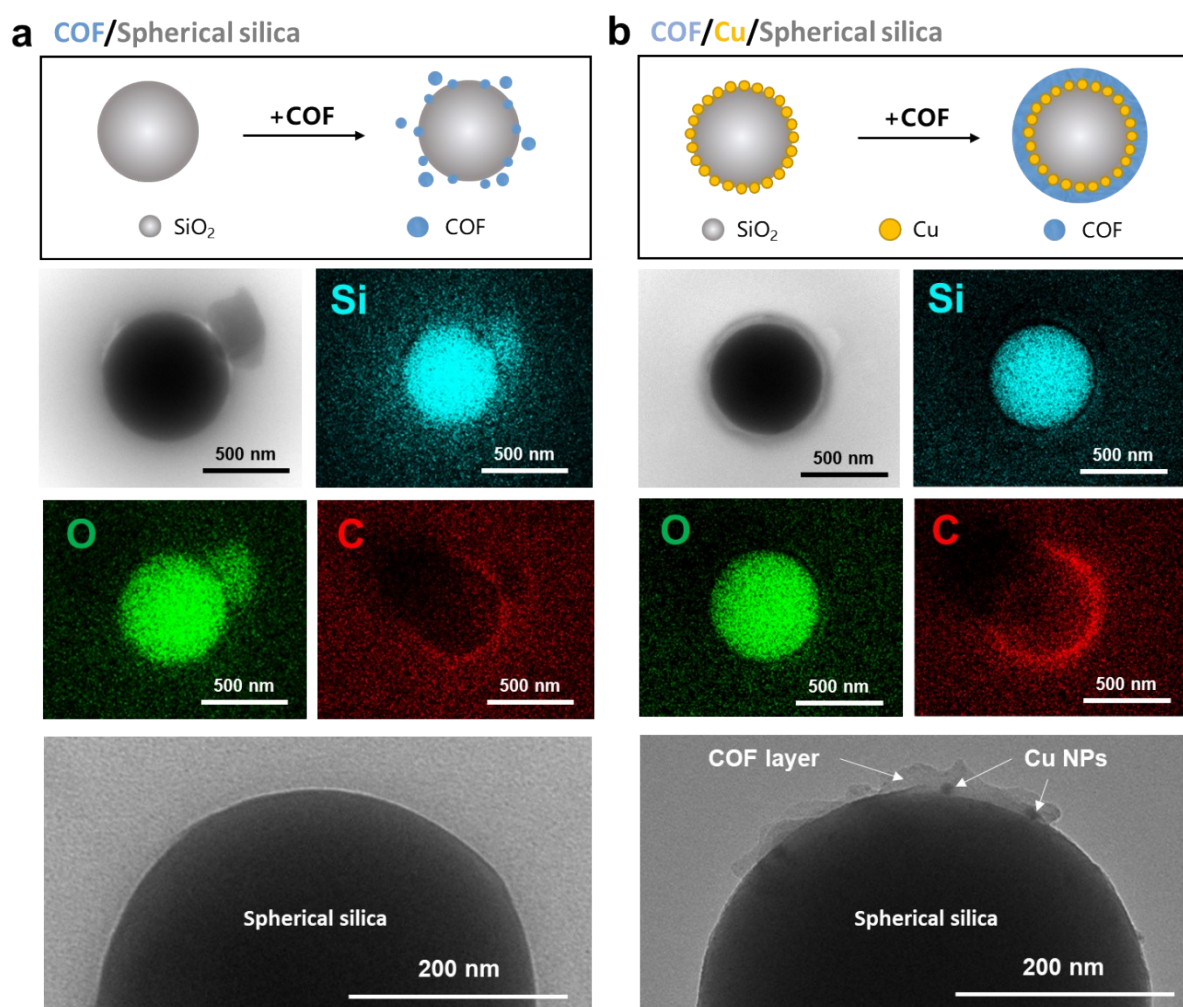 a COF/Spherical silica
+COF
SiO₂ COF
Si
500 nm 500 nm
O C
500 nm 500 nm
Spherical silica
200 nm
b COF/Cu/Spherical silica
+COF
SiO₂ Cu COF
Si
500 nm 500 nm
O C
500 nm 500 nm
COF layer Cu NPs
Spherical silica
200 nm